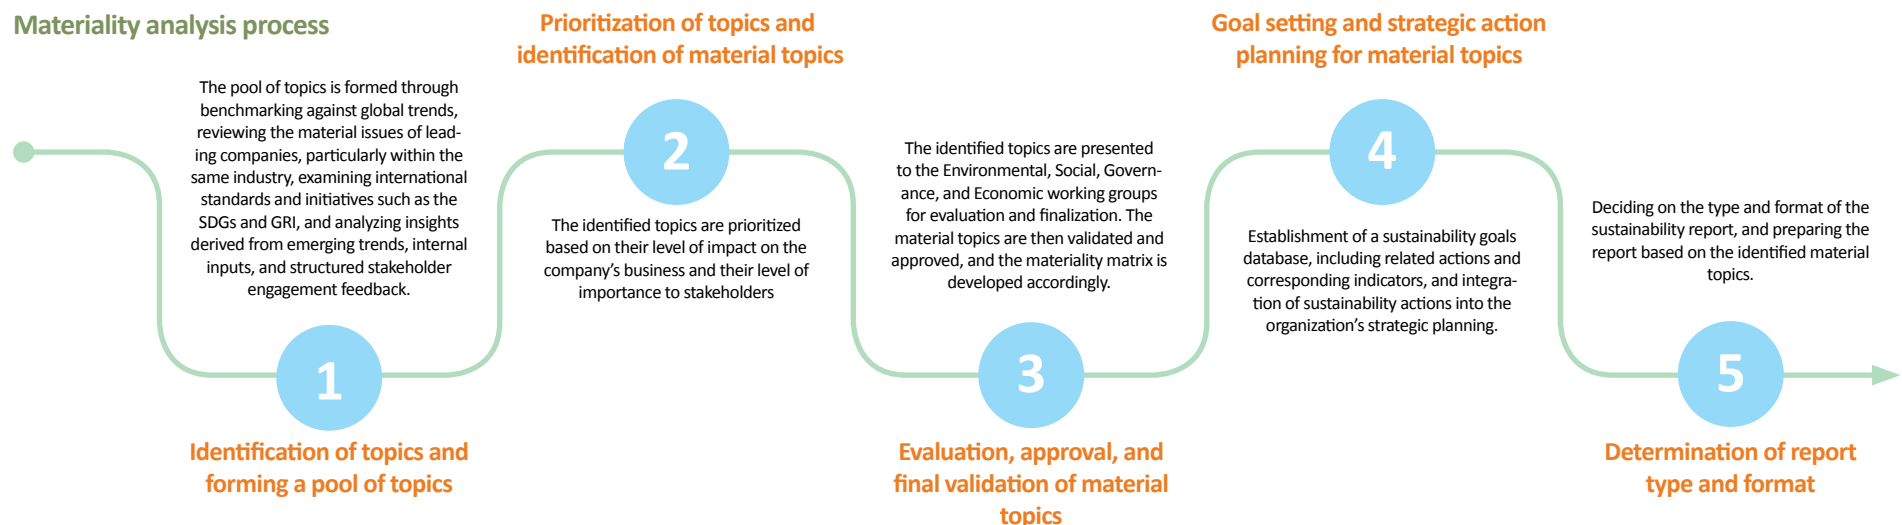 Materiality analysis process
The pool of topics is formed through
benchmarking against global trends,
reviewing the material issues of lead-
ing companies, particularly within the
same industry, examining international
standards and initiatives such as the
SDGs and GRI, and analyzing insights
derived from emerging trends, internal
inputs, and structured stakeholder
engagement feedback.
1
Identification of topics and
forming a pool of topics
Prioritization of topics and
identification of material topics
2
The identified topics are prioritized
based on their level of impact on the
company's business and their level of
importance to stakeholders
The identified topics are presented
to the Environmental, Social, Govern-
ance, and Economic working groups
for evaluation and finalization. The
material topics are then validated and
approved, and the materiality matrix is
developed accordingly.
3
Evaluation, approval, and
final validation of material
topics
Goal setting and strategic action
planning for material topics
4
Establishment of a sustainability goals
database, including related actions and
corresponding indicators, and integra-
tion of sustainability actions into the
organization's strategic planning.
Deciding on the type and format of the
sustainability report, and preparing the
report based on the identified material
topics.
5
Determination of report
type and format